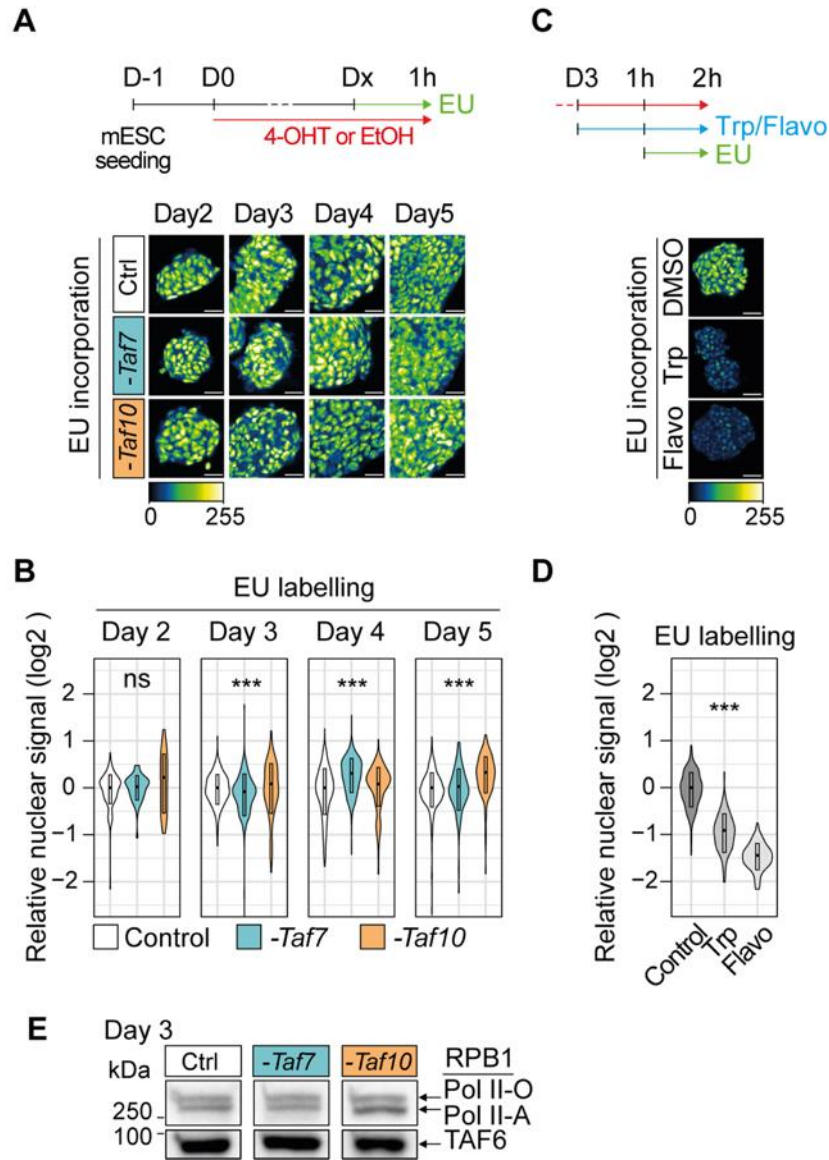 A
D-1 D0 Dx 1h
EU
4-OHT or EtOH
mESC
seeding
Day2 Day3 Day4 Day5
EU incorporation
Ctrl
-Taf7
-Taf10
0 255
C
D3 1h 2h
Trp/Flavo
EU
EU incorporation
DMSO
Trp
Flavo
0 255
B
EU labelling
Day 2 Day 3 Day 4 Day 5
Relative nuclear signal (log2 )
ns *** *** ***
2
1
0
−1
−2
Control -Taf7 -Taf10
D
EU labelling
Relative nuclear signal (log2 )
***
2
1
0
−1
−2
Control
Trp
Flavo
E
Day 3
kDa Ctrl -Taf7 -Taf10 RPB1
Pol II-O
250 Pol II-A
100 TAF6